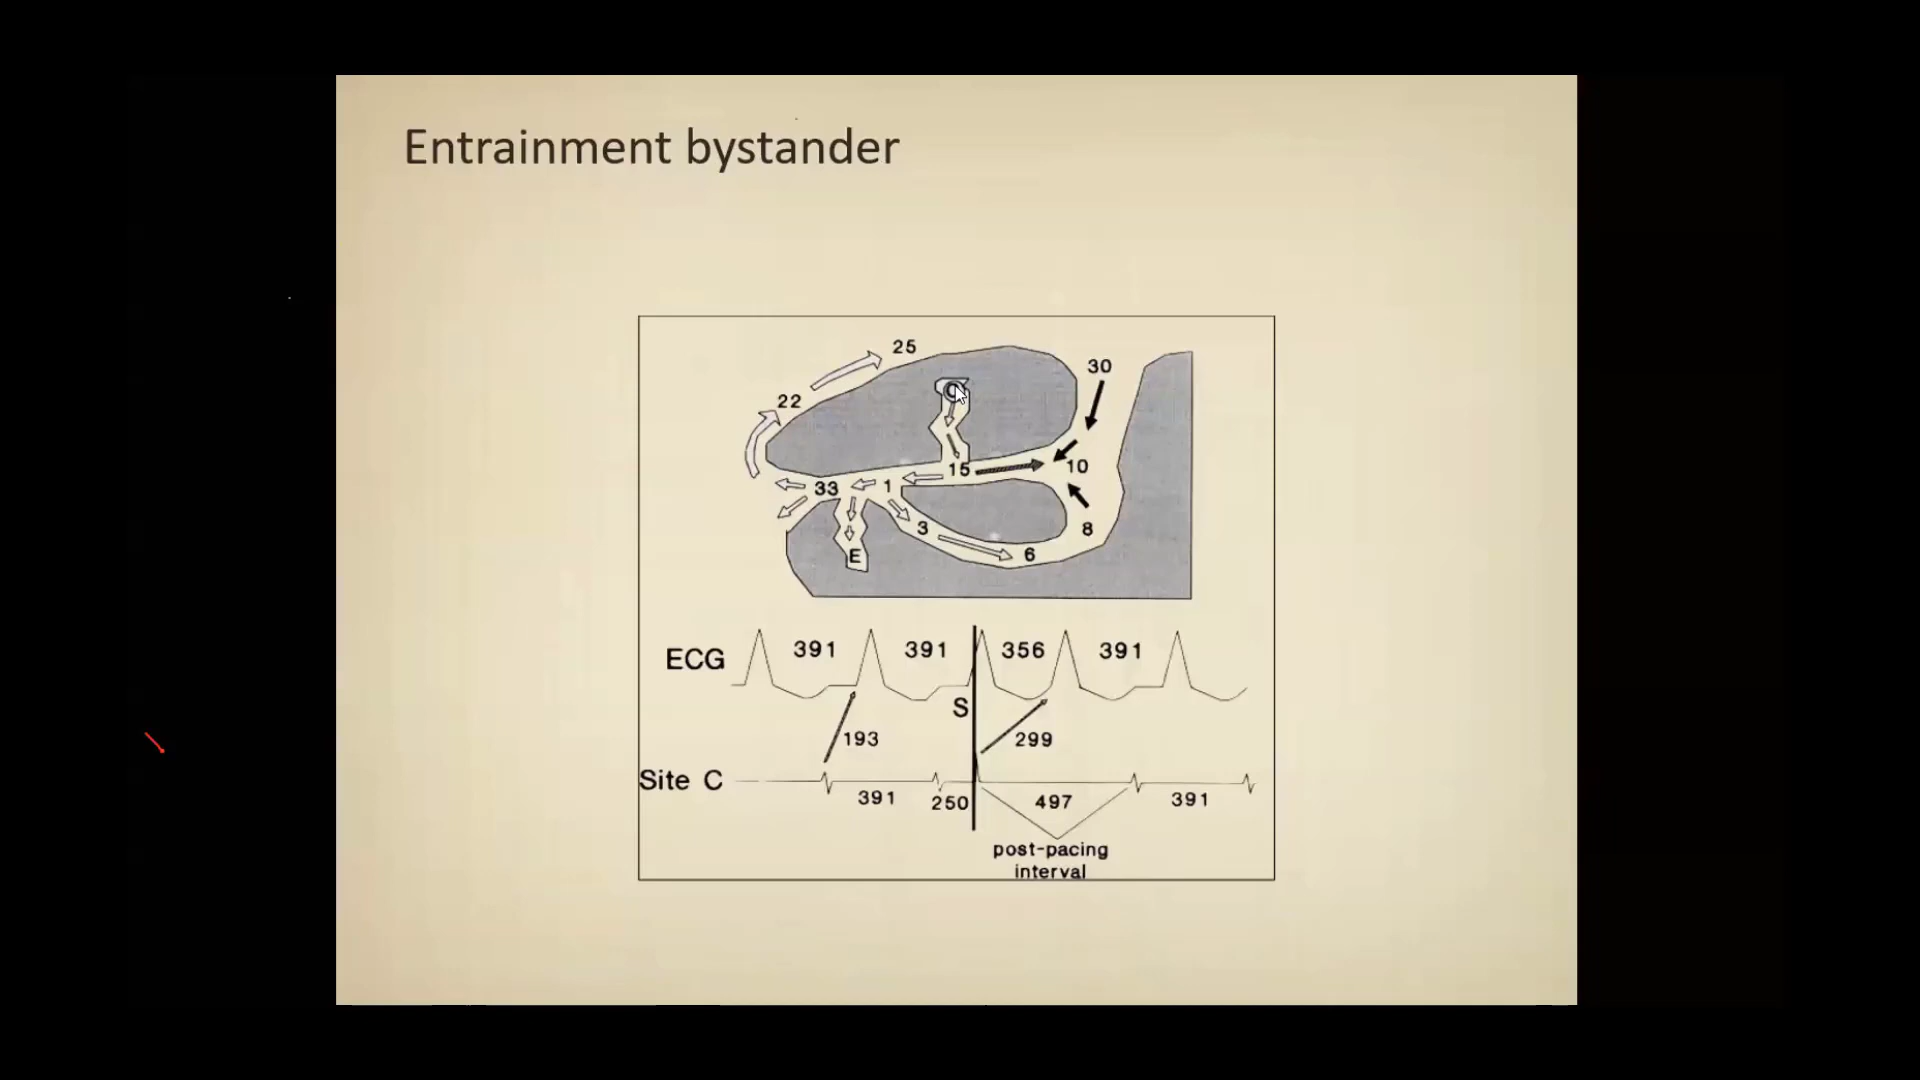 Entrainment bystander
25
30
22
C
15
10
33
1
3
8
6
E
391
391
356
391
ECG
S
193
299
Site C
391
250
497
391
post-pacing
interval